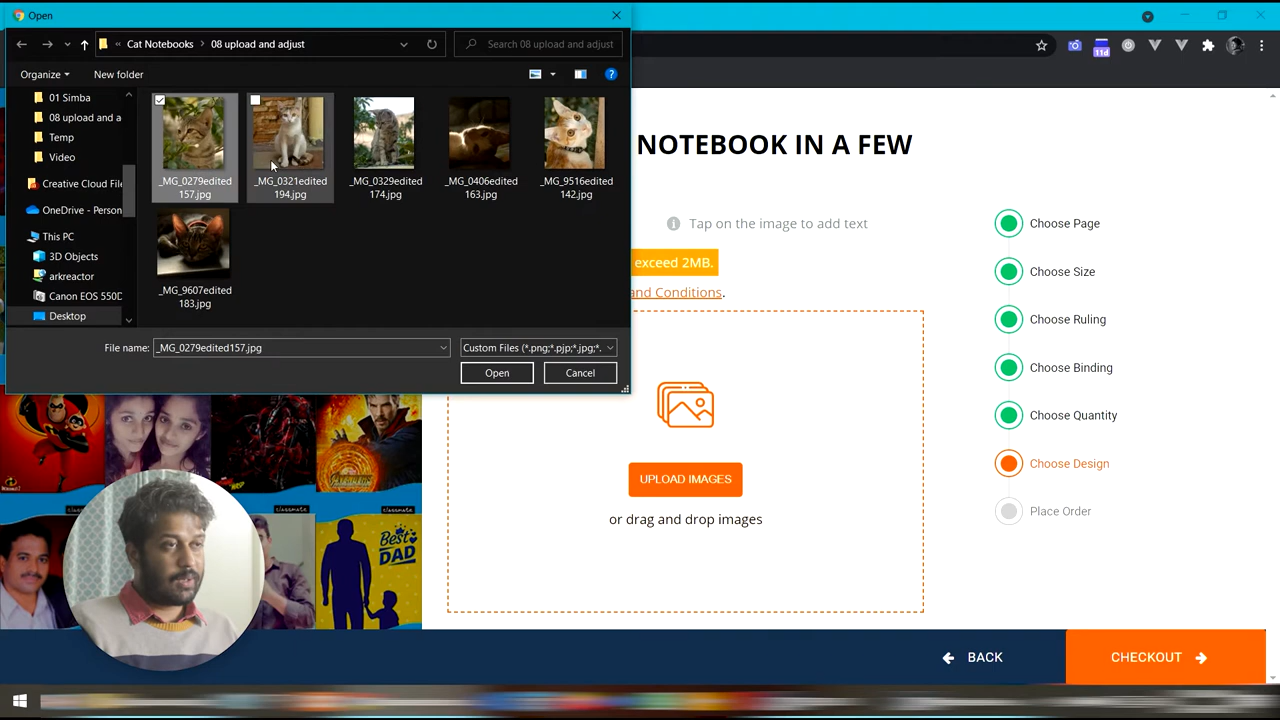 Open
Cat Notebooks
08 upload and adjust
Search 08 upload and adjust
Organize
New folder
01 Simba
08 upload and a
Temp
Video
Creative Cloud File
OneDrive - Person
This PC
3D Objects
arkreactor
Canon EOS 550D
Desktop
_MG_0279edited
157.jpg
_MG_0321edited
194.jpg
_MG_0329edited
174.jpg
_MG_0406edited
163.jpg
_MG_9516edited
142.jpg
_MG_9607edited
183.jpg
File name:
_MG_0279edited157.jpg
Custom Files (*.png;*.pjp;*.jpg;*.
Open
Cancel
11d
NOTEBOOK IN A FEW
Tap on the image to add text
exceed 2MB.
and Conditions.
UPLOAD IMAGES
or drag and drop images
Choose Page
Choose Size
Choose Ruling
Choose Binding
Choose Quantity
Choose Design
Place Order
Best
DAD
BACK
CHECKOUT